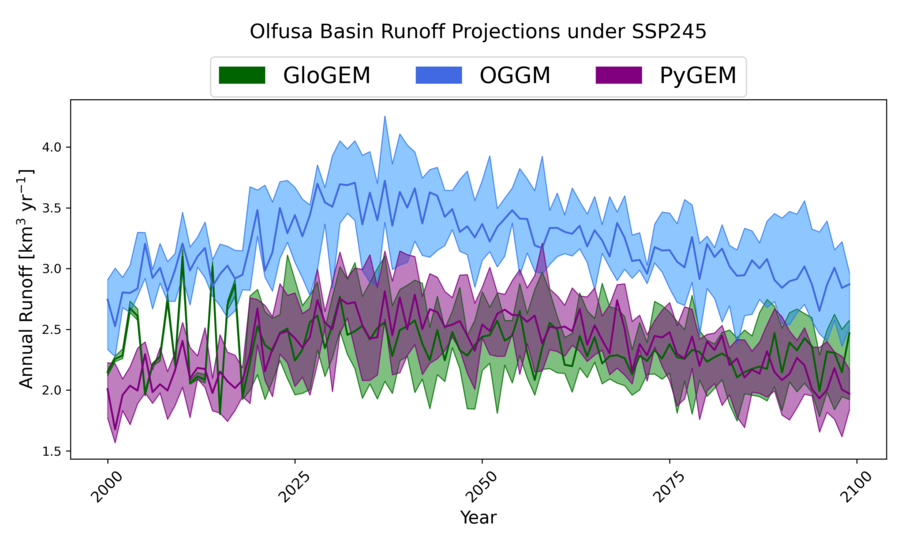 Olfusa Basin Runoff Projections under SSP245
GloGEM OGGM PyGEM
Annual Runoff [km³ yr⁻¹]
4.0
3.5
3.0
2.5
2.0
1.5
2000 2025 2050 2075 2100
Year